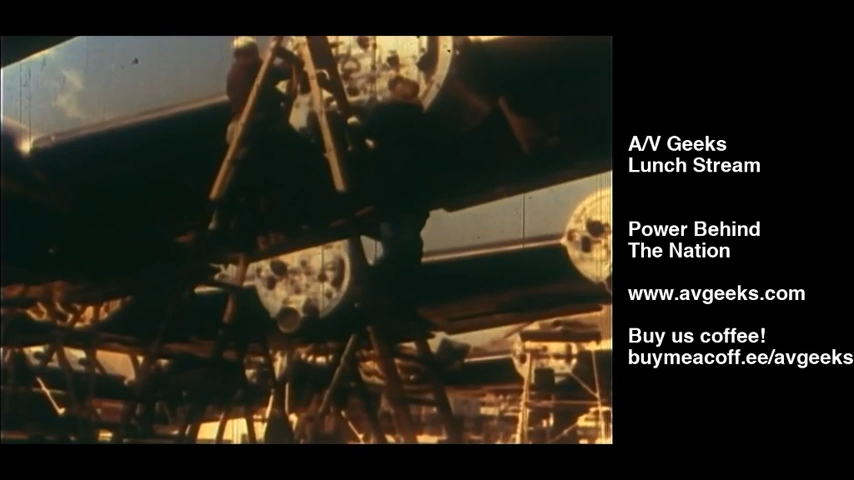 A/V Geeks
Lunch Stream
Power Behind
The Nation
www.avgeeks.com
Buy us coffee!
buymeacoff.ee/avgeeks